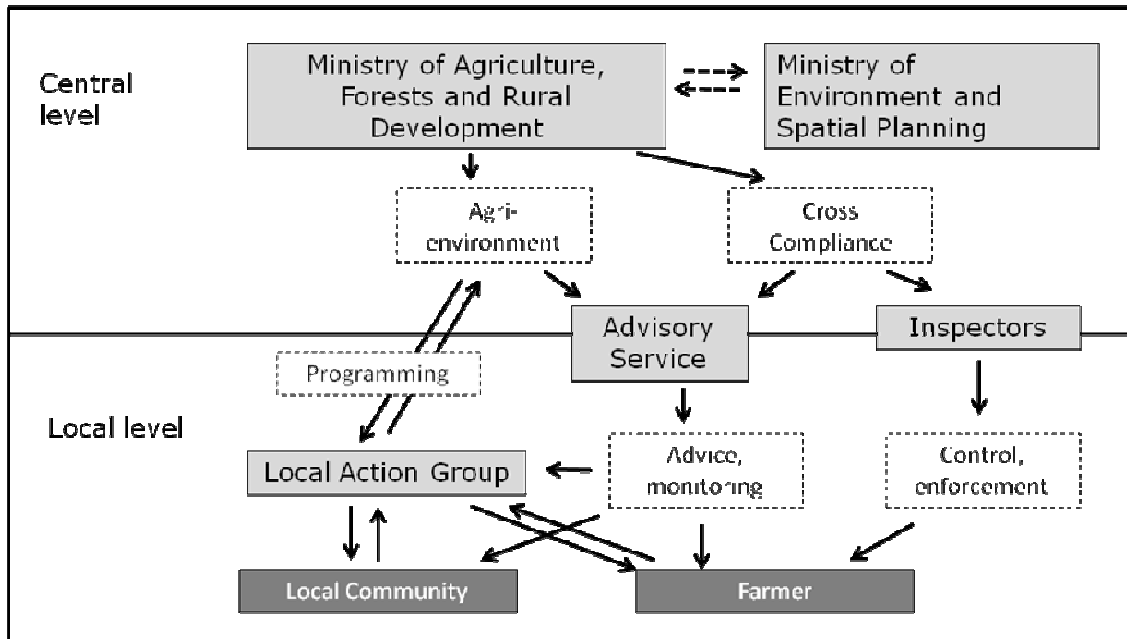 Central
level
Ministry of Agriculture,
Forests and Rural
Development
Ministry of
Environment and
Spatial Planning
Agri-
environment
Cross
Compliance
Advisory
Service
Inspectors
Programming
Local level
Local Action Group
Advice,
monitoring
Control,
enforcement
Local Community
Farmer